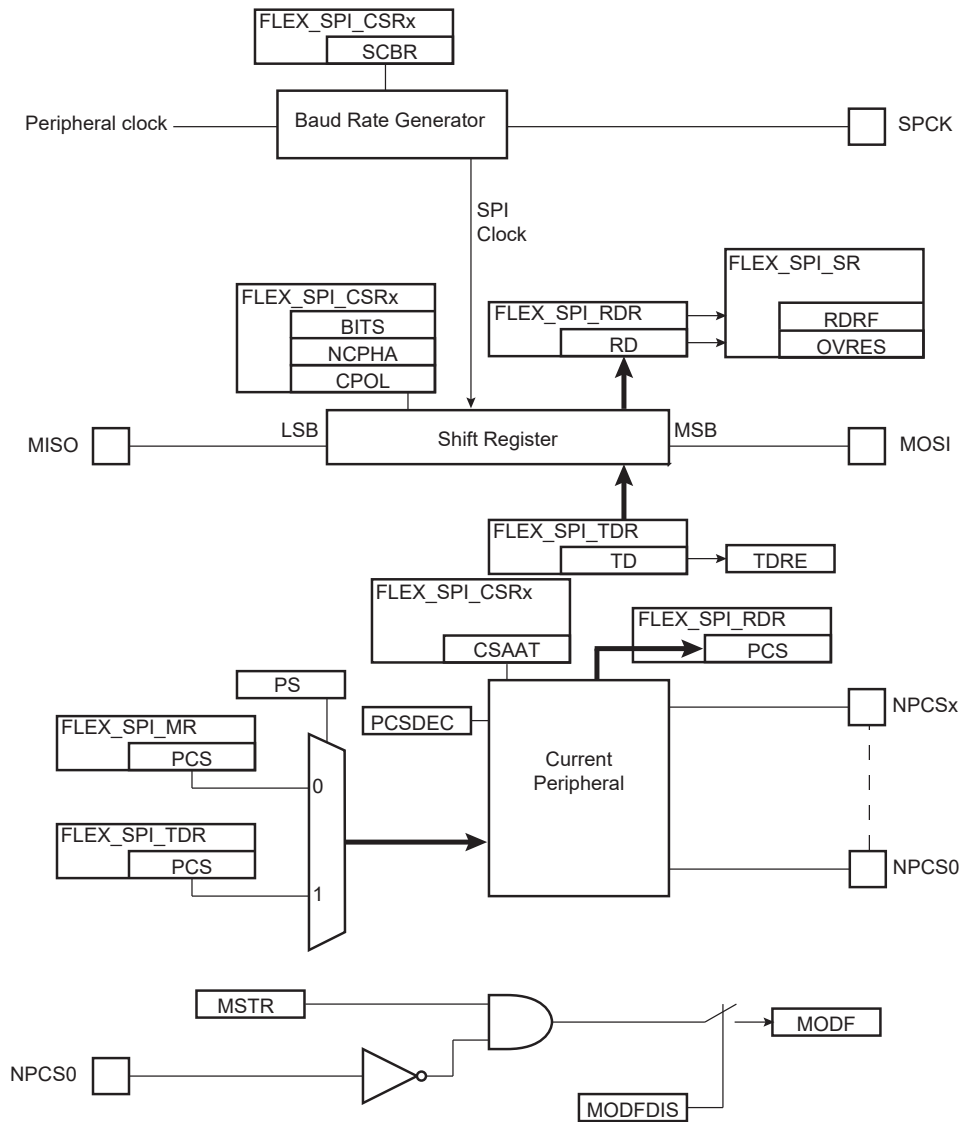 FLEX_SPI_CSRx
SCBR
Peripheral clock
Baud Rate Generator
SPCK
SPI
Clock
FLEX_SPI_SR
FLEX_SPI_CSRx
FLEX_SPI_RDR
BITS
RDRF
NCPHA
RD
OVRES
CPOL
LSB
MSB
MISO
Shift Register
MOSI
FLEX_SPI_TDR
TD
TDRE
FLEX_SPI_CSRx
FLEX_SPI_RDR
CSAAT
PCS
PS
NPCSx
FLEX_SPI_MR
PCSDEC
PCS
Current
Peripheral
0
FLEX_SPI_TDR
PCS
NPCS0
1
MSTR
MODF
NPCS0
MODFDIS